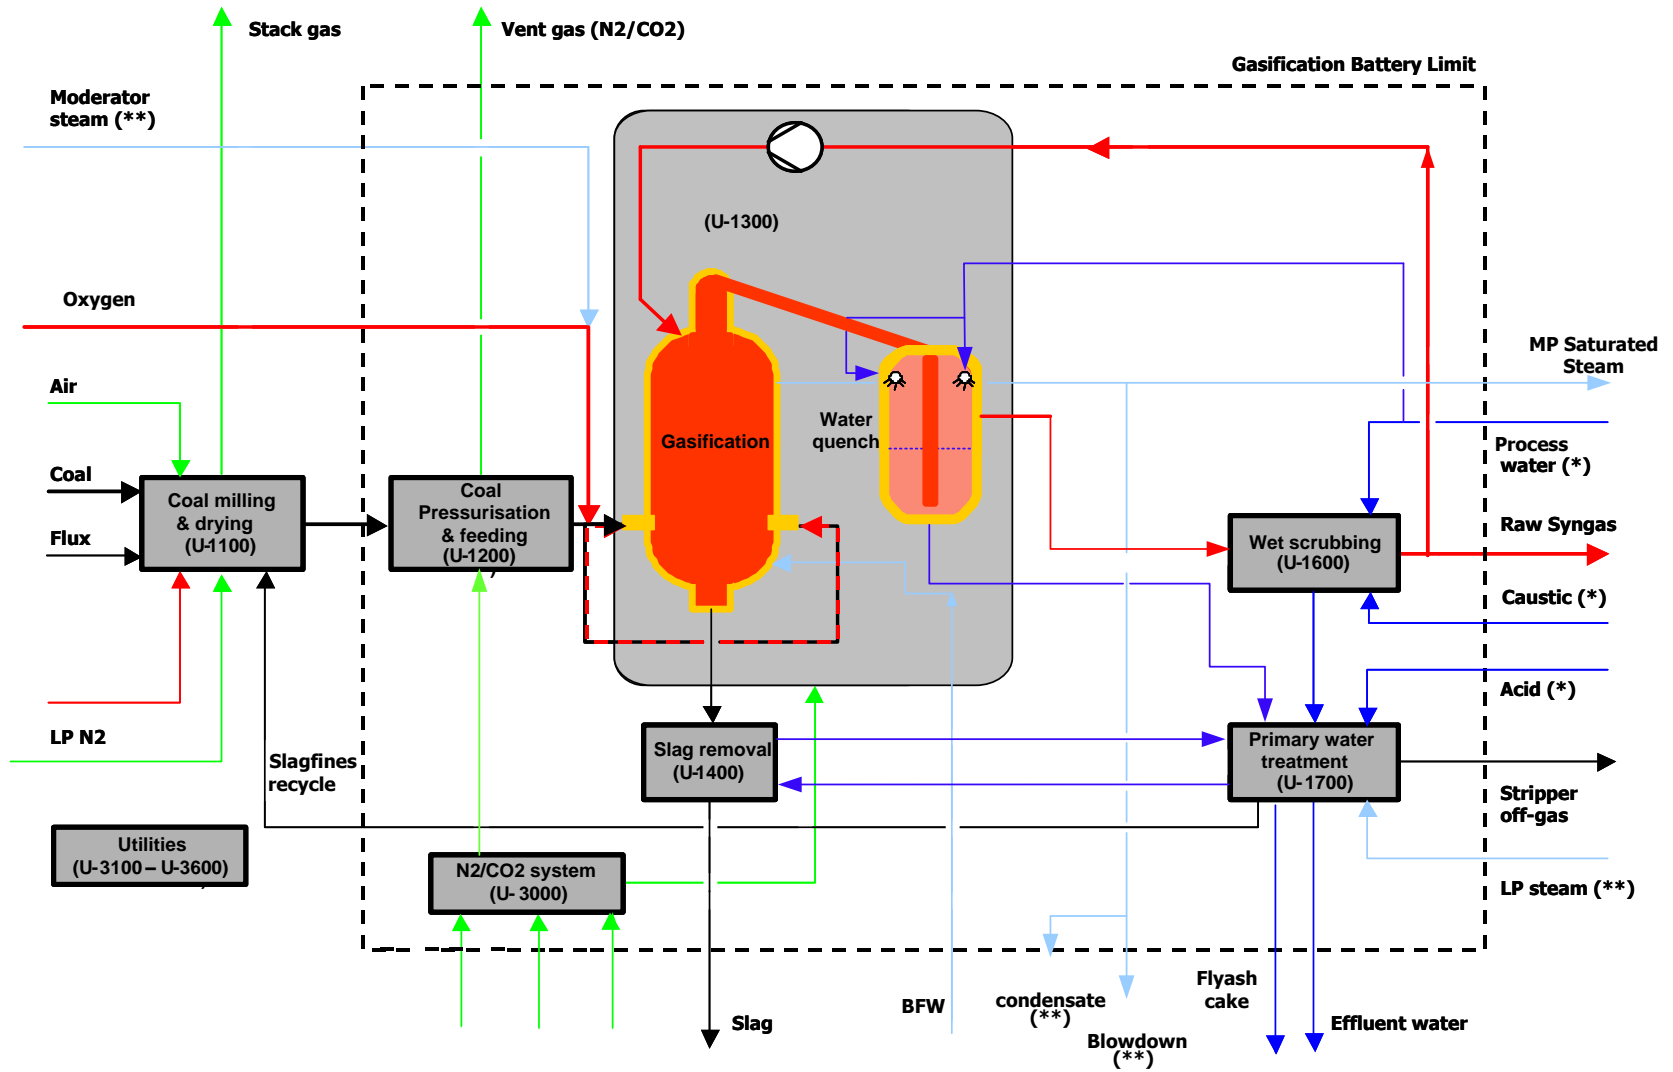 Stack gas
Vent gas (N2/CO2)
Gasification Battery Limit
Moderator
steam (**)
(U-1300)
Oxygen
MP Saturated
Steam
Air
Water
quench
Gasification
Process
water (*)
Coal
Coal milling
& drying
(U-1100)
Coal
Pressurisation
& feeding
(U-1200)
Flux
Raw Syngas
Wet scrubbing
(U-1600)
Caustic (*)
Acid (*)
LP N2
Slagfines
recycle
Slag removal
(U-1400)
Primary water
treatment
(U-1700)
Stripper
off-gas
Utilities
(U-3100 – U-3600)
N2/CO2 system
(U- 3000)
LP steam (**)
Flyash
cake
BFW
condensate
(**)
Slag
Effluent water
Blowdown
(**)